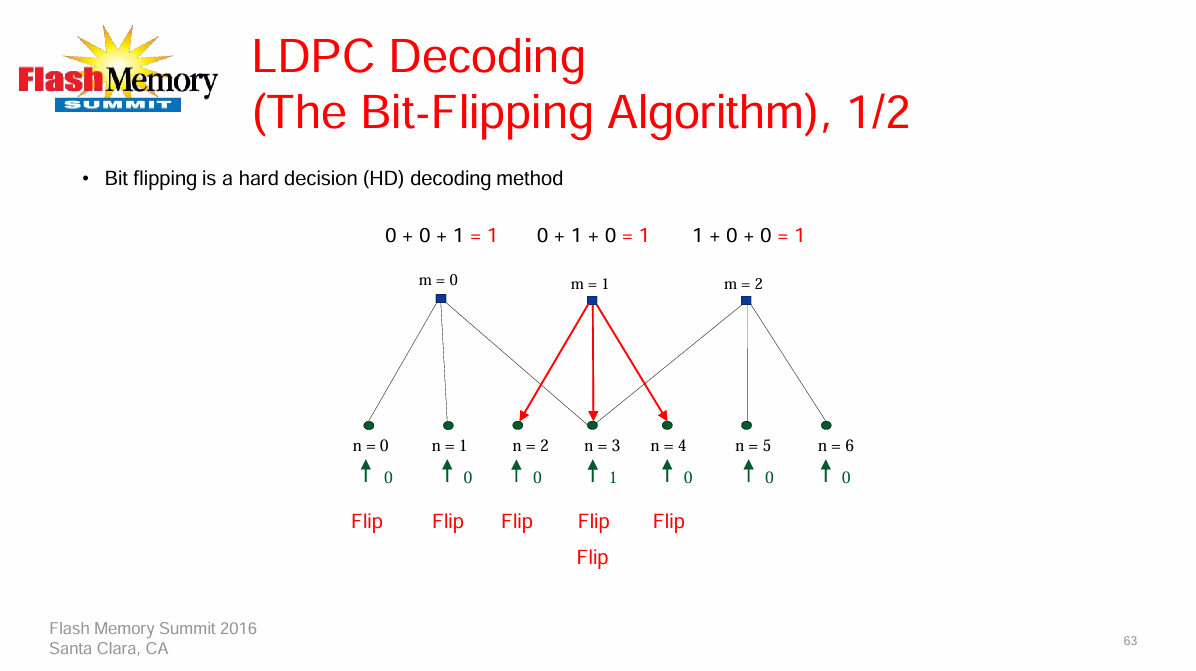 Flash Memory
SUMMIT
LDPC Decoding
(The Bit-Flipping Algorithm), 1/2
• Bit flipping is a hard decision (HD) decoding method
0 + 0 + 1 = 1 0 + 1 + 0 = 1 1 + 0 + 0 = 1
m = 0 m = 1 m = 2
n = 0 n = 1 n = 2 n = 3 n = 4 n = 5 n = 6
0 0 0 1 0 0 0
Flip Flip Flip Flip Flip
Flip
Flash Memory Summit 2016
Santa Clara, CA
63